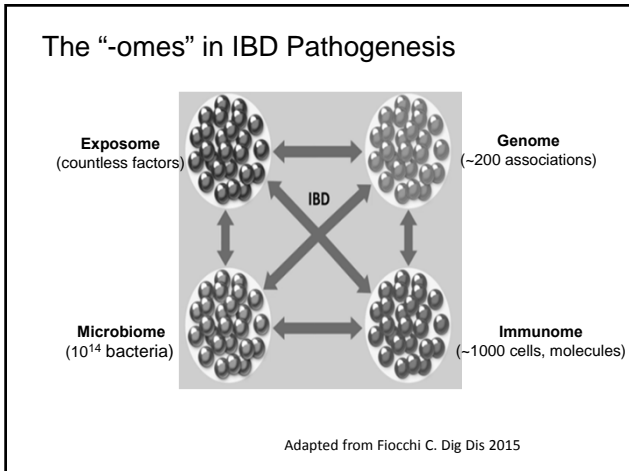 The “-omes” in IBD Pathogenesis
Exposome
(countless factors)
Genome
(~200 associations)
IBD
Microbiome
(10¹⁴ bacteria)
Immunome
(~1000 cells, molecules)
Adapted from Fiocchi C. Dig Dis 2015